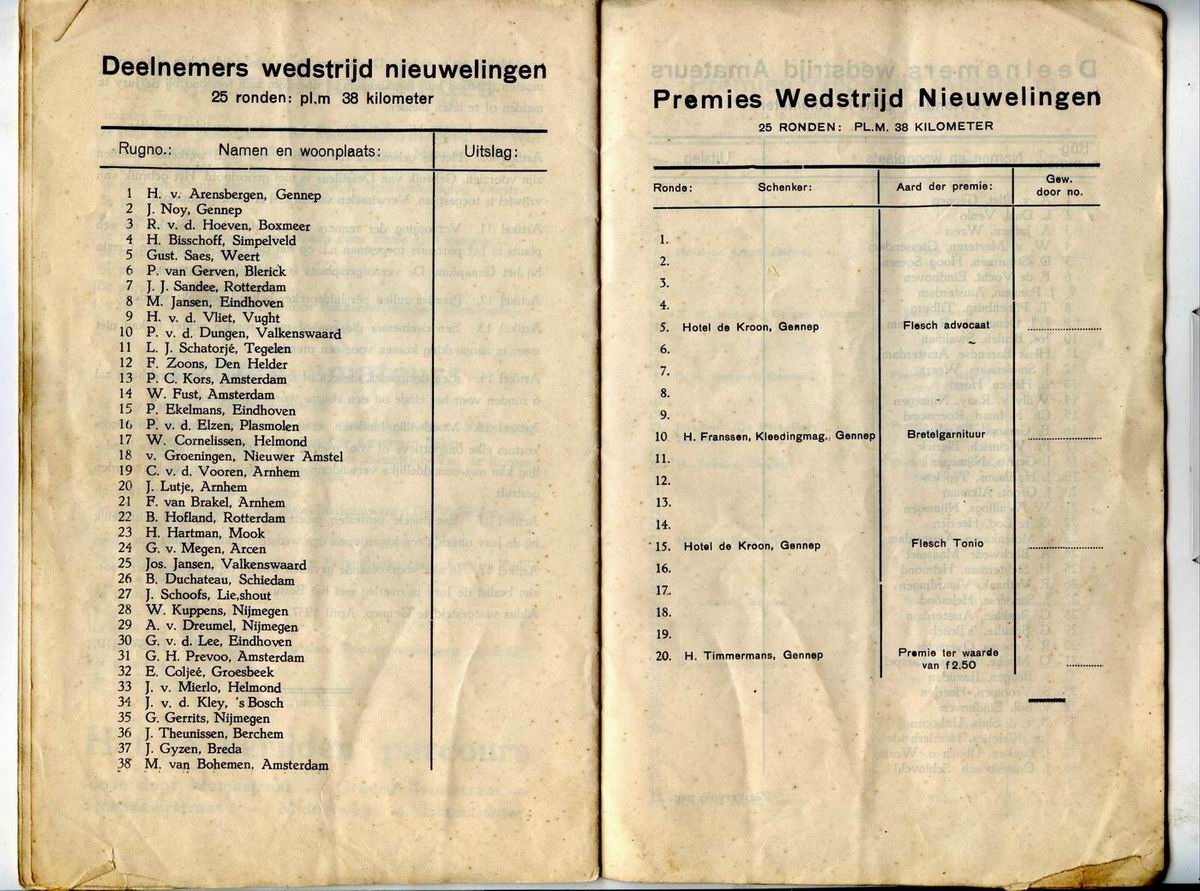 Deelnemers wedstrijd nieuwelingen
25 ronden: pl.m 38 kilometer
Rugno.: Namen en woonplaats: Uitslag:
1 H. v. Arensbergen, Gennep
2 J. Noy, Gennep
3 R. v. d. Hoeven, Boxmeer
4 H. Bisschoff, Simpelveld
5 Gust. Saes, Weert
6 P. van Gerven, Blerick
7 J. J. Sandee, Rotterdam
8 M. Jansen, Eindhoven
9 H. v. d. Vliet, Vught
10 P. v. d. Dungen, Valkenswaard
11 L. J. Schatorjé, Tegelen
12 F. Zoons, Den Helder
13 P. C. Kors, Amsterdam
14 W. Fust, Amsterdam
15 P. Ekelmans, Eindhoven
16 P. v. d. Elzen, Plasmolen
17 W. Cornelissen, Helmond
18 v. Groeningen, Nieuwer Amstel
19 C. v. d. Vooren, Arnhem
20 J. Lutje, Arnhem
21 F. van Brakel, Arnhem
22 B. Hofland, Rotterdam
23 H. Hartman, Mook
24 G. v. Megen, Arcen
25 Jos. Jansen, Valkenswaard
26 B. Duchateau, Schiedam
27 J. Schoofs, Lie,shout
28 W. Kuppens, Nijmegen
29 A. v. Dreumel, Nijmegen
30 G. v. d. Lee, Eindhoven
31 G. H. Prevoo, Amsterdam
32 E. Coljeé, Groesbeek
33 J. v. Mierlo, Helmond
34 J. v. d. Kley, 's Bosch
35 G. Gerrits, Nijmegen
36 J. Theunissen, Berchem
37 J. Gyzen, Breda
38 M. van Bohemen, Amsterdam
Premies Wedstrijd Nieuwelingen
25 RONDEN: PL.M. 38 KILOMETER
Ronde: Schenker: Aard der premie: Gew. door no.
1.
2.
3.
4.
5. Hotel de Kroon, Gennep Flesch advocaat ....................
6.
7.
8.
9.
10 H. Franssen, Kleedingmag. Gennep Bretelgarnituur ....................
11.
12.
13.
14.
15. Hotel de Kroon, Gennep Flesch Tonio ....................
16.
17.
18.
19.
20. H. Timmermans, Gennep Premie ter waarde
van f 2.50 ..........